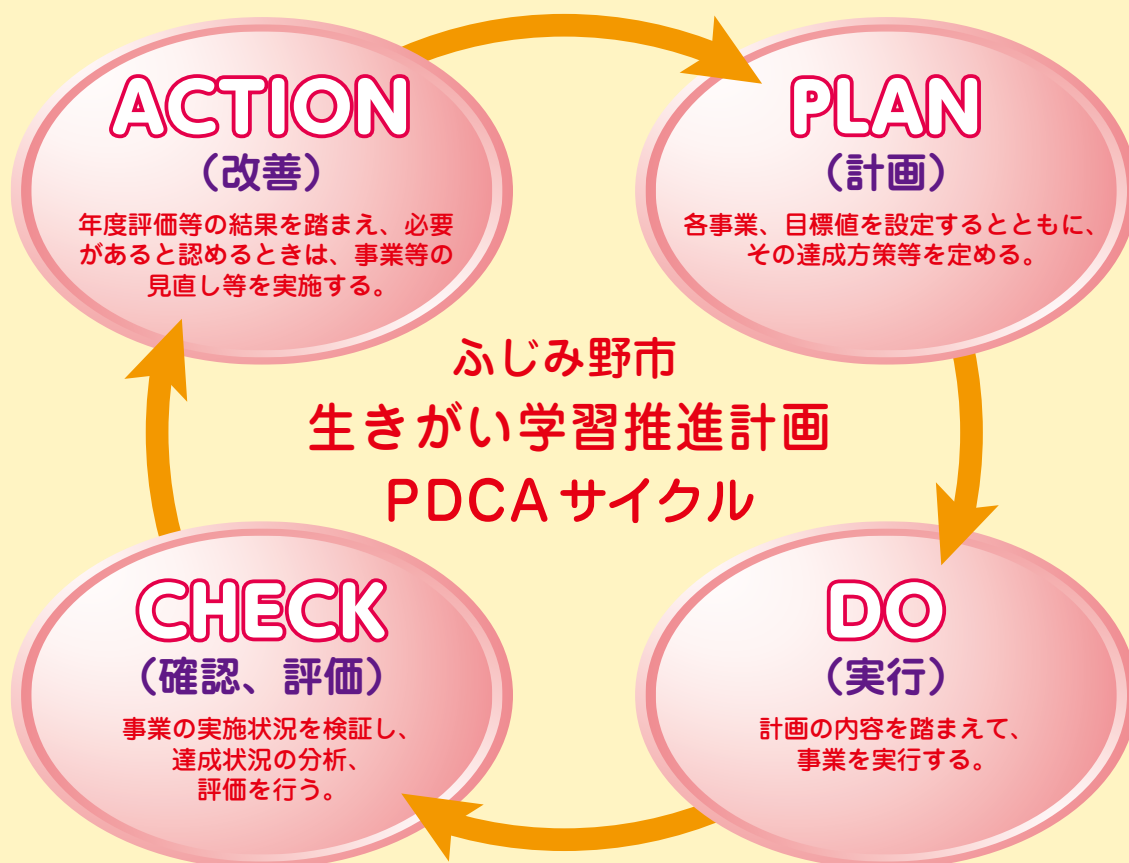 ACTION
（改善）
年度評価等の結果を踏まえ、必要
があると認めるときは、事業等の
見直し等を実施する。
PLAN
（計画）
各事業、目標値を設定するとともに、
その達成方策等を定める。
ふじみ野市
生きがい学習推進計画
PDCAサイクル
CHECK
（確認、評価）
事業の実施状況を検証し、
達成状況の分析、
評価を行う。
DO
（実行）
計画の内容を踏まえて、
事業を実行する。